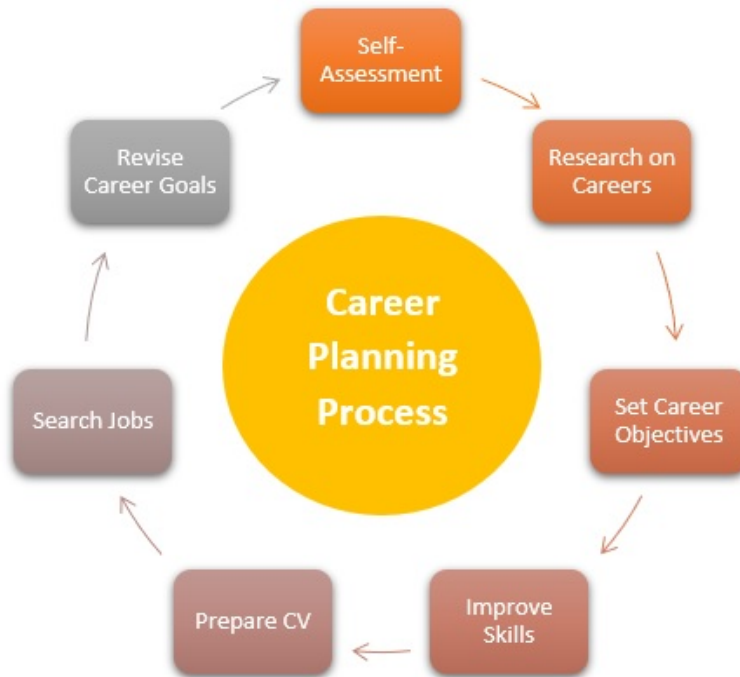 Self-
Assessment
Research on
Careers
Set Career
Objectives
Improve
Skills
Prepare CV
Search Jobs
Revise
Career Goals
Career
Planning
Process